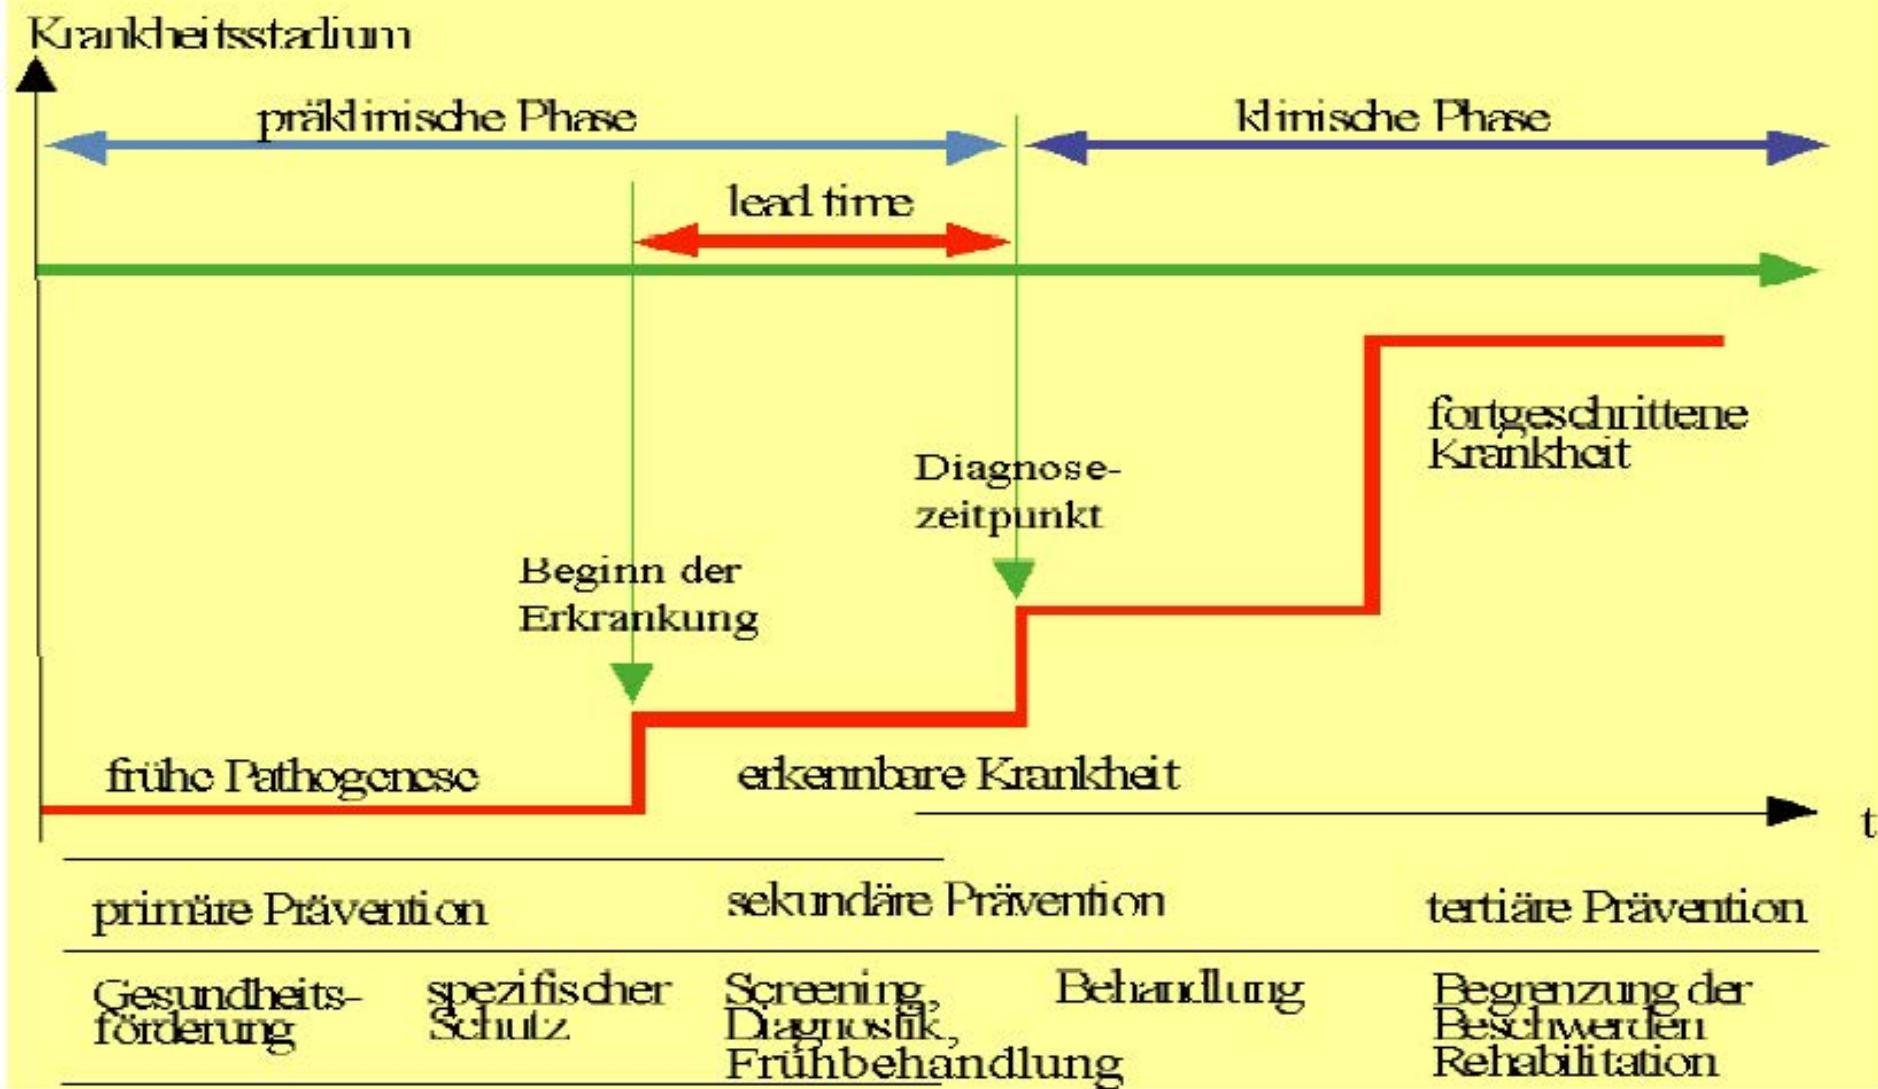 Krankheitsstadium
präklinische Phase
klinische Phase
lead time
fortgeschrittene
Krankheit
Diagnose-
zeitpunkt
Beginn der
Erkrankung
frühe Pathogenese
erkennbare Krankheit
t
primäre Prävention
sekundäre Prävention
tertiäre Prävention
Gesundheits-
förderung
spezifischer
Schutz
Screening,
Diagnostik,
Frühbehandlung
Behandlung
Begrenzung der
Beschwerden
Rehabilitation